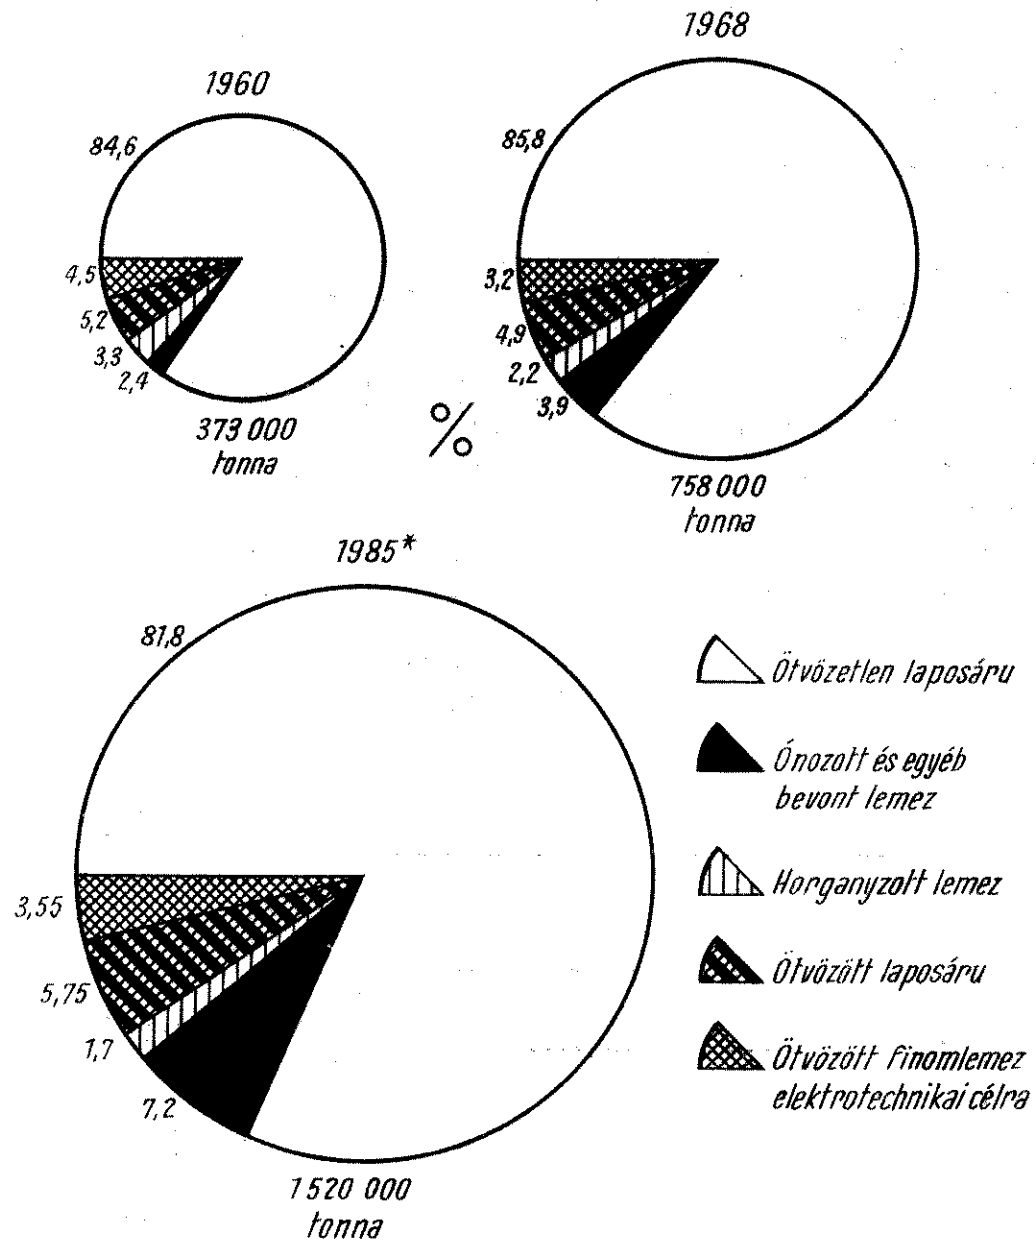 1960
84,6
4,5
5,2
3,3
2,4
373 000
tonna
1968
85,8
3,2
4,9
2,2
3,9
758 000
tonna
%
1985*
81,8
3,55
5,75
1,7
7,2
1 520 000
tonna
Ötvözetlen laposáru
Ónozott és egyéb
bevont lemez
Horganyzott lemez
Ötvözött laposáru
Ötvözött finomlemez
elektrotechnikai célra